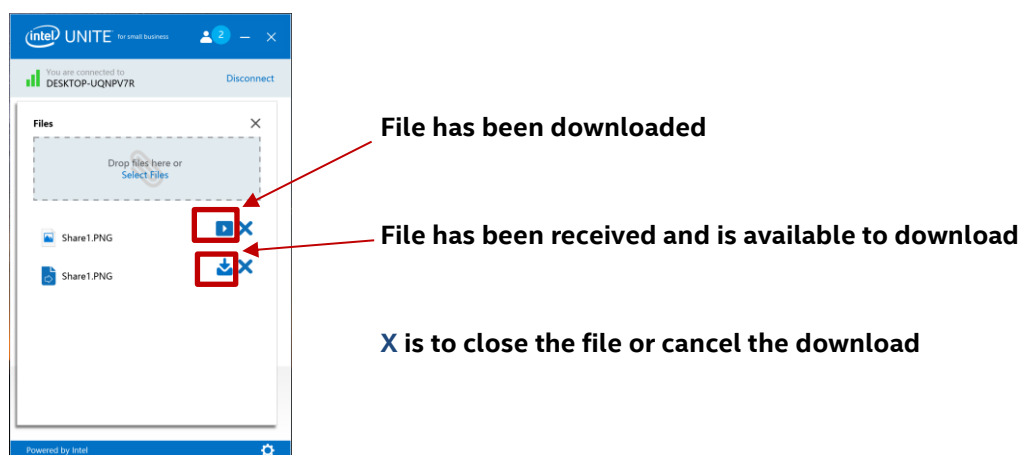 intel UNITE for small business 2
You are connected to
DESKTOP-UQNPV7R Disconnect
Files
Drop files here or
Select Files
Share1.PNG
Share1.PNG
Powered by Intel
File has been downloaded
File has been received and is available to download
X is to close the file or cancel the download